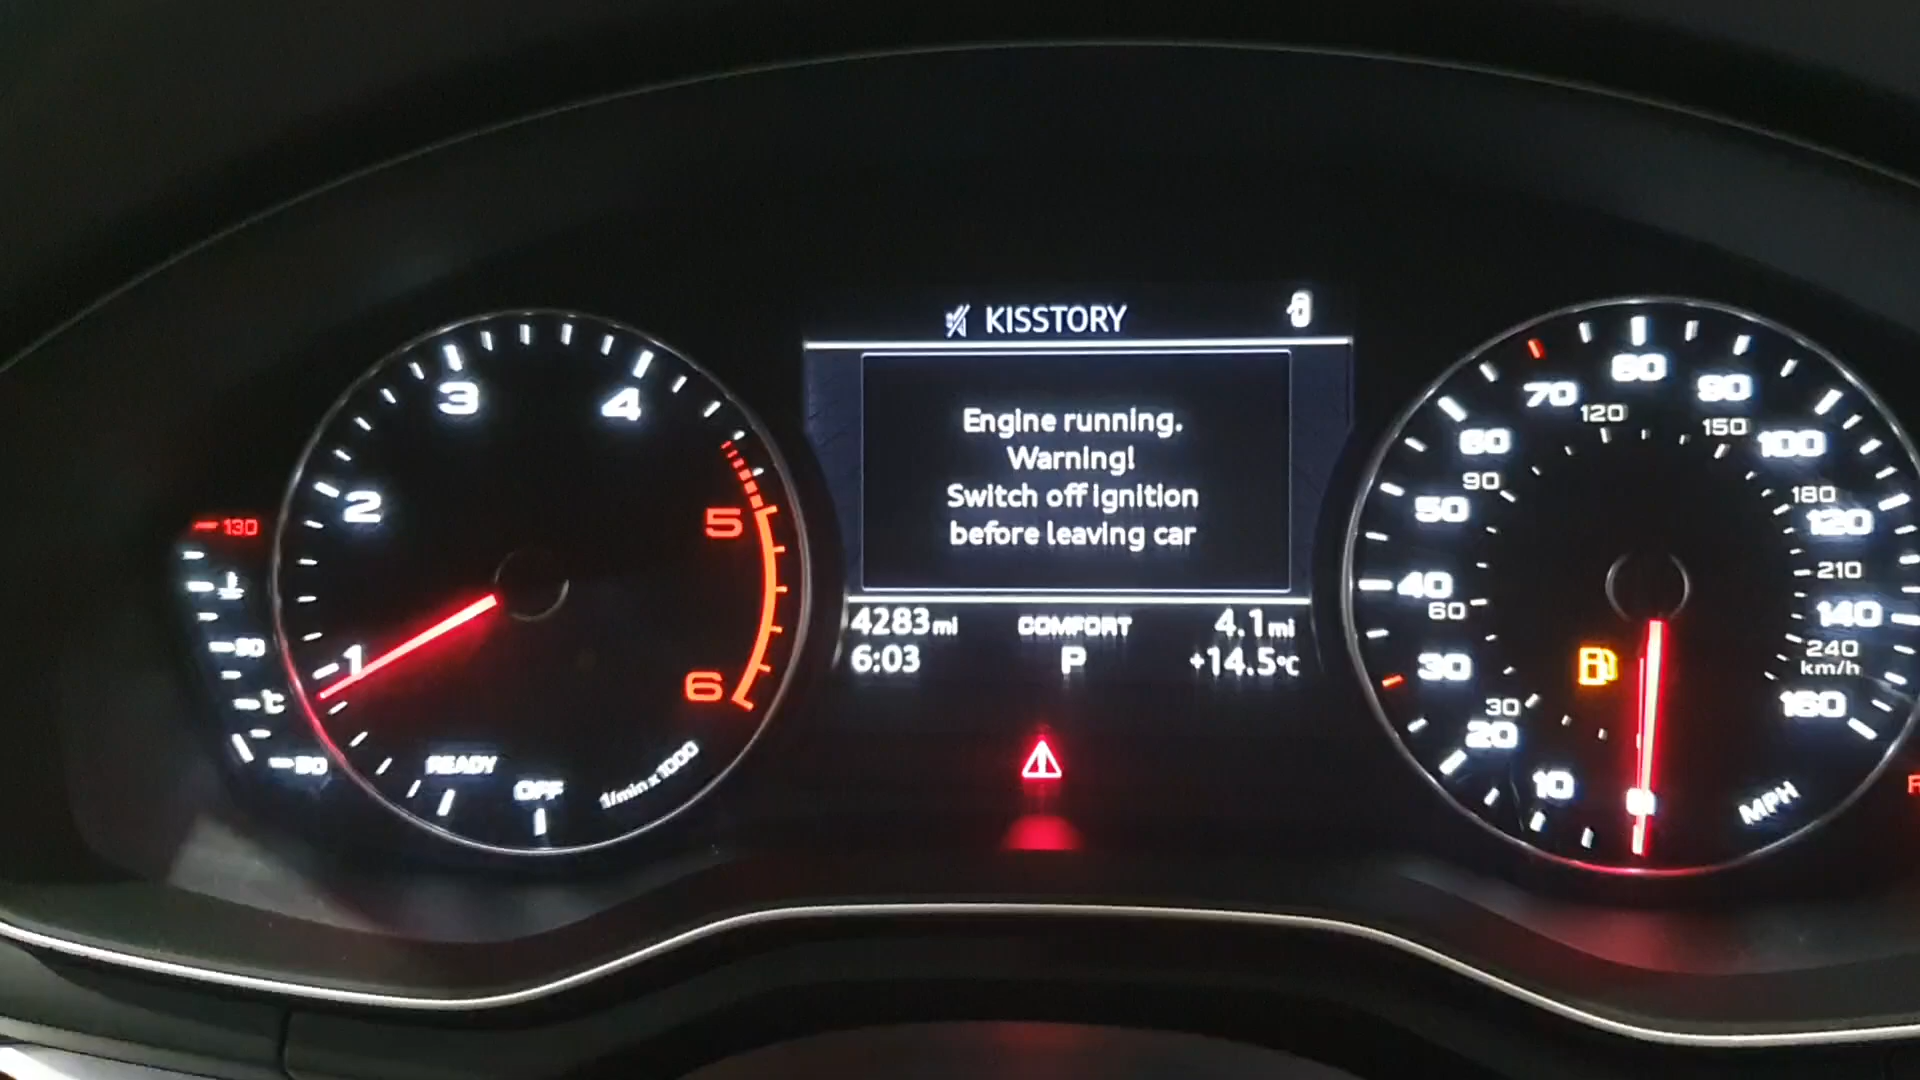 KISSTORY
Engine running.
Warning!
Switch off ignition
before leaving car
4283mi COMFORT 4.1mi
6:03 P +14.5°C
1 2 3 4 5 6
READY
OFF
1/min x 1000
130
90
°C
50
0 10 20 30 40 50 60 70 80 90 100 120 140 160
MPH
30 60 90 120 150 180 210 240
km/h